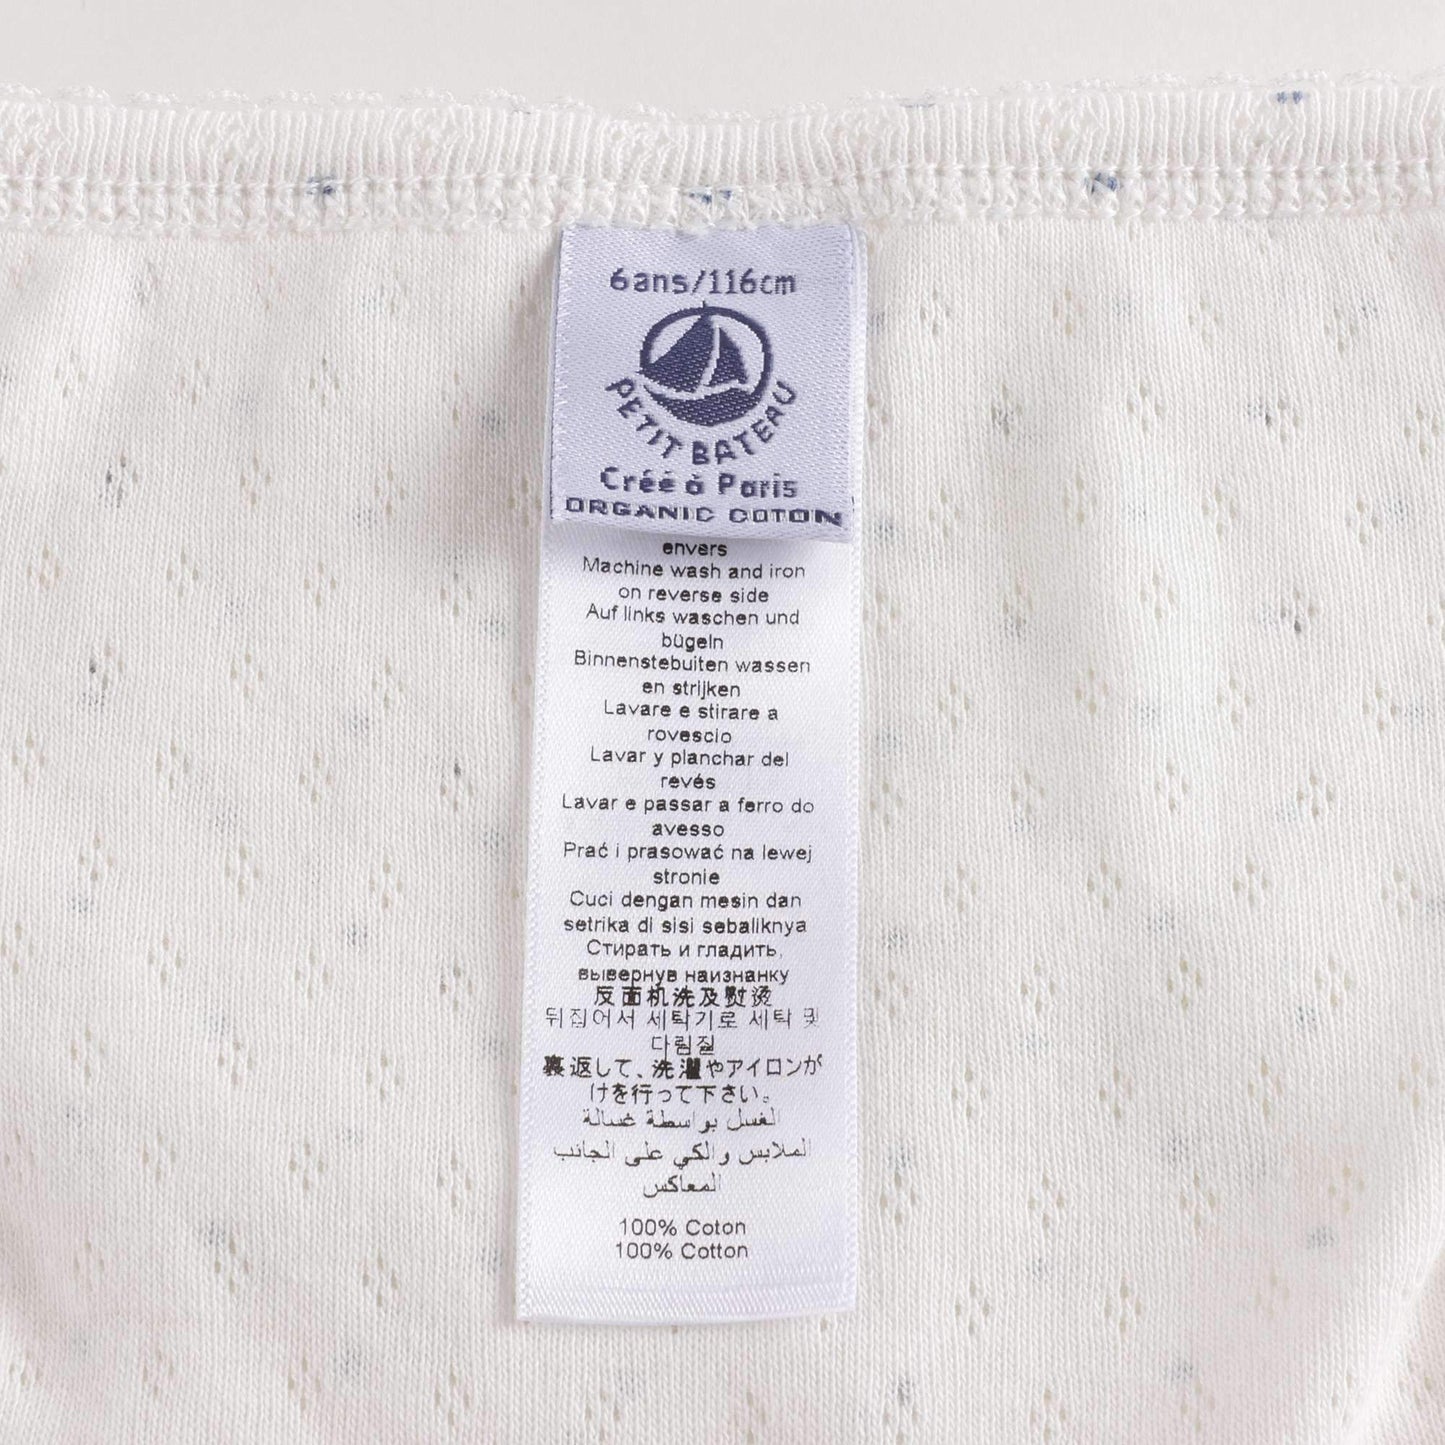 6ans/116cm
PETIT BATEAU
Créé à Paris
ORGANIC COTON
envers
Machine wash and iron
on reverse side
Auf links waschen und
bügeln
Binnenstebuiten wassen
en strijken
Lavare e stirare a
rovescio
Lavar y planchar del
revés
Lavar e passar a ferro do
avesso
Prać i prasować na lewej
stronie
Cuci dengan mesin dan
setrika di sisi sebaliknya
Стирать и гладить,
вывернув наизнанку
反面机洗及熨烫
뒤집어서 세탁기로 세탁 및
다림질
裏返して、洗濯やアイロンが
けを行って下さい。
الغسل بواسطة غسالة
الملابس والكي على الجانب
المعاكس
100% Coton
100% Cotton